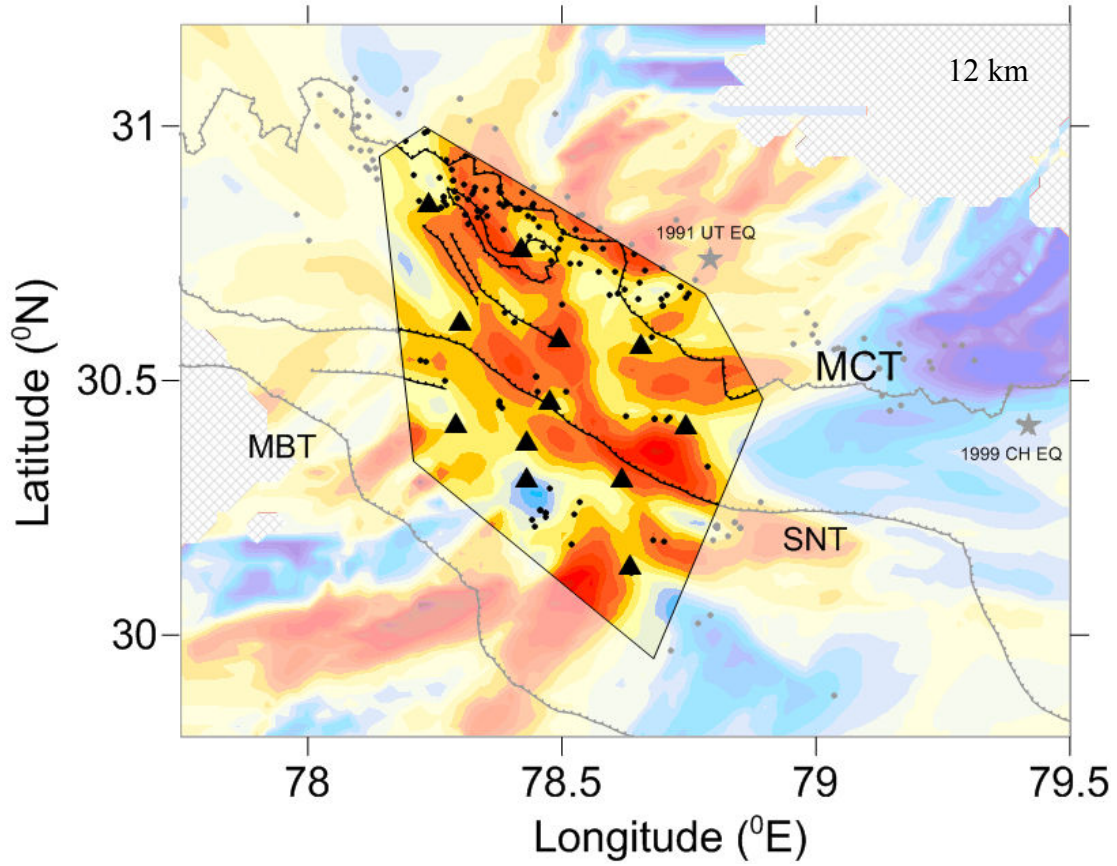 12 km
31
1991 UT EQ
MCT
30.5
MBT
1999 CH EQ
SNT
30
Latitude (⁰N)
78
78.5
79
79.5
Longitude (⁰E)